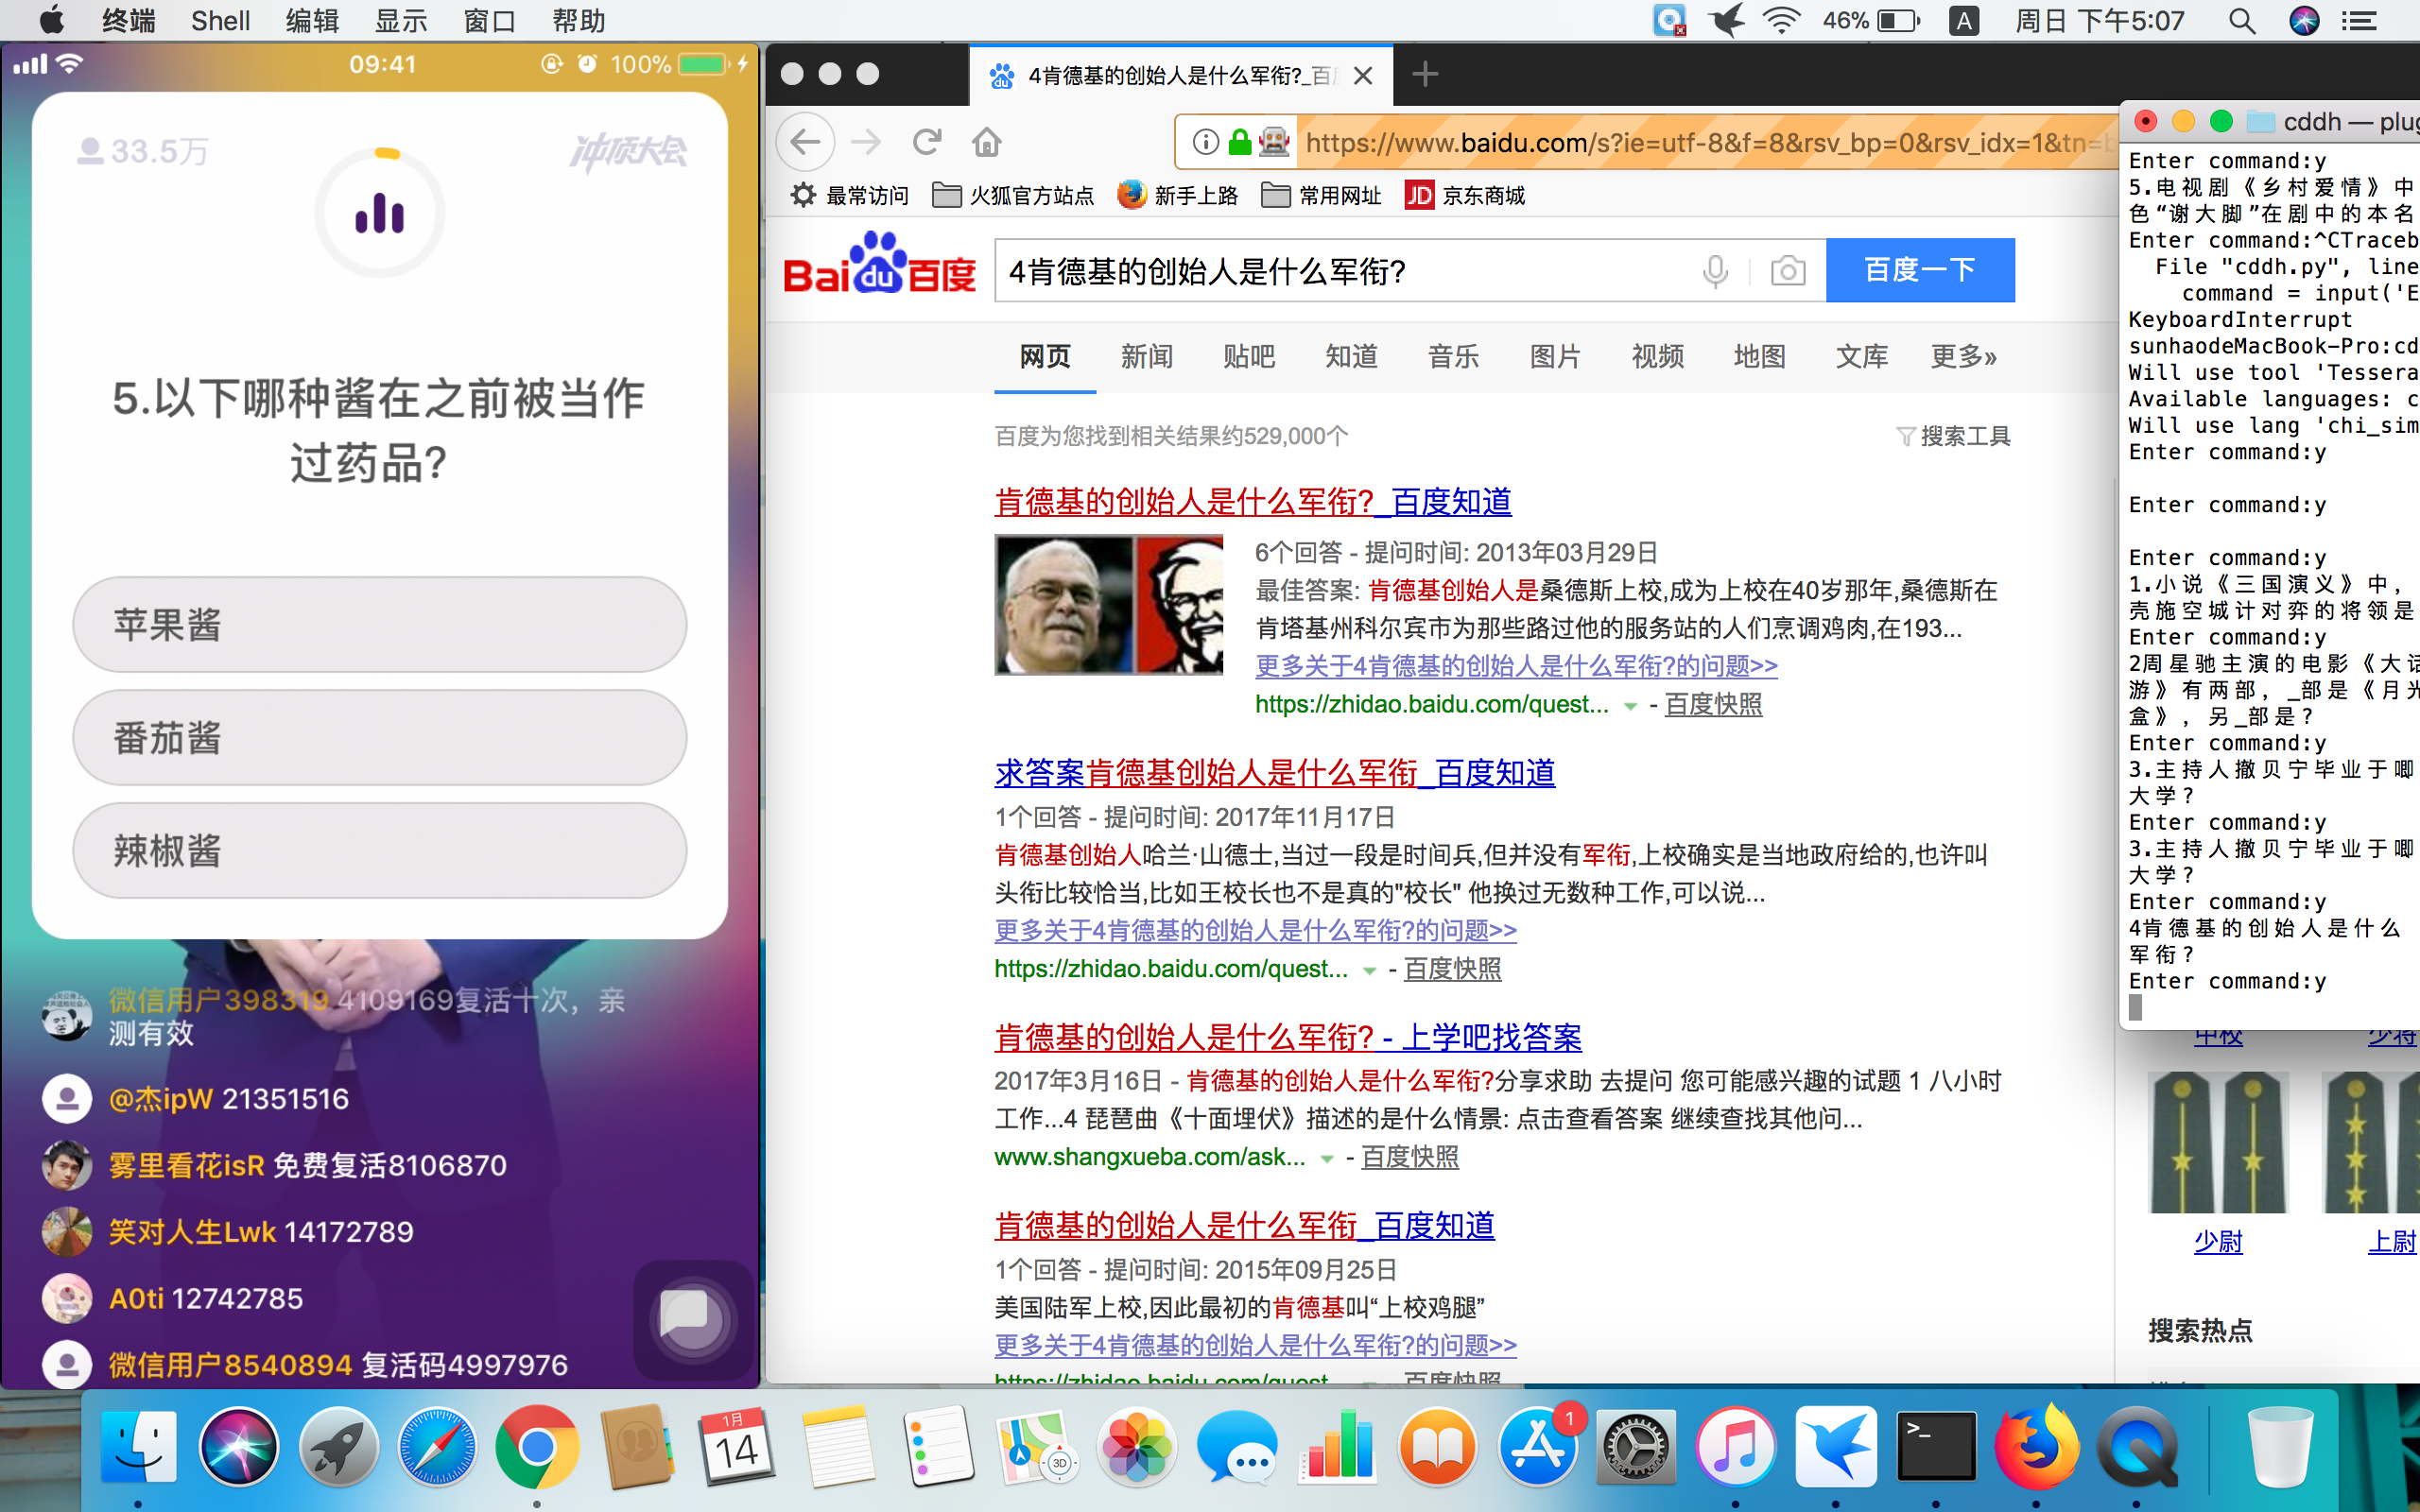 终端 Shell 编辑 显示 窗口 帮助
46% A 周日 下午5:07
09:41 100%
33.5万 冲顶大会
5.以下哪种酱在之前被当作
过药品?
苹果酱
番茄酱
辣椒酱
微信用户398319 4109169复活十次，亲
测有效
@杰ipW 21351516
雾里看花isR 免费复活8106870
笑对人生Lwk 14172789
A0ti 12742785
微信用户8540894 复活码4997976
4肯德基的创始人是什么军衔?_百
https://www.baidu.com/s?ie=utf-8&f=8&rsv_bp=0&rsv_idx=1&tn=b
最常访问 火狐官方站点 新手上路 常用网址 JD 京东商城
Baidu百度 4肯德基的创始人是什么军衔? 百度一下
网页 新闻 贴吧 知道 音乐 图片 视频 地图 文库 更多»
百度为您找到相关结果约529,000个 搜索工具
肯德基的创始人是什么军衔?_百度知道
6个回答 - 提问时间: 2013年03月29日
最佳答案: 肯德基创始人是桑德斯上校,成为上校在40岁那年,桑德斯在
肯塔基州科尔宾市为那些路过他的服务站的人们烹调鸡肉,在193...
更多关于4肯德基的创始人是什么军衔?的问题>>
https://zhidao.baidu.com/quest... - 百度快照
求答案肯德基创始人是什么军衔_百度知道
1个回答 - 提问时间: 2017年11月17日
肯德基创始人哈兰·山德士,当过一段是时间兵,但并没有军衔,上校确实是当地政府给的,也许叫
头衔比较恰当,比如王校长也不是真的"校长" 他换过无数种工作,可以说...
更多关于4肯德基的创始人是什么军衔?的问题>>
https://zhidao.baidu.com/quest... - 百度快照
肯德基的创始人是什么军衔? - 上学吧找答案
2017年3月16日 - 肯德基的创始人是什么军衔?分享求助 去提问 您可能感兴趣的试题 1 八小时
工作...4 琵琶曲《十面埋伏》描述的是什么情景: 点击查看答案 继续查找其他问...
www.shangxueba.com/ask... - 百度快照
肯德基的创始人是什么军衔_百度知道
1个回答 - 提问时间: 2015年09月25日
美国陆军上校,因此最初的肯德基叫“上校鸡腿”
更多关于4肯德基的创始人是什么军衔?的问题>>
https://zhidao.baidu.com/quest... - 百度快照
cddh — plug
Enter command:y
5.电视剧《乡村爱情》中
色“谢大脚”在剧中的本名
Enter command:^CTraceb
File "cddh.py", line
command = input('E
KeyboardInterrupt
sunhaodeMacBook-Pro:cd
Will use tool 'Tessera
Available languages: c
Will use lang 'chi_sim
Enter command:y
Enter command:y
Enter command:y
1.小说《三国演义》中，
壳施空城计对弈的将领是
Enter command:y
2周星驰主演的电影《大话
游》有两部，_部是《月光
盒》，另_部是?
Enter command:y
3.主持人撤贝宁毕业于唧
大学?
Enter command:y
3.主持人撤贝宁毕业于唧
大学?
Enter command:y
4肯德基的创始人是什么
军衔?
Enter command:y
中校 少将
少尉 上尉
搜索热点
1月
14
3D
1